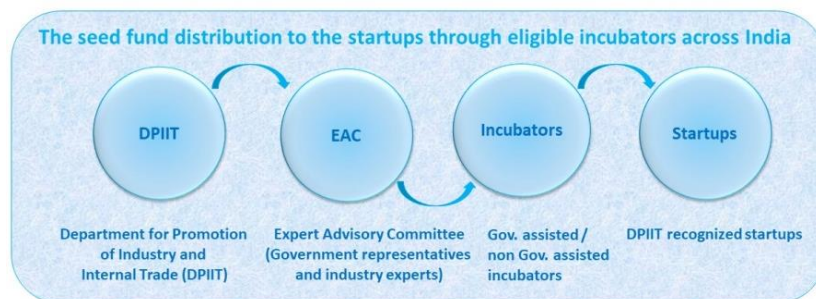 The seed fund distribution to the startups through eligible incubators across India
DPIIT
EAC
Incubators
Startups
Department for Promotion
of Industry and
Internal Trade (DPIIT)
Expert Advisory Committee
(Government representatives
and industry experts)
Gov. assisted /
non Gov. assisted
incubators
DPIIT recognized startups